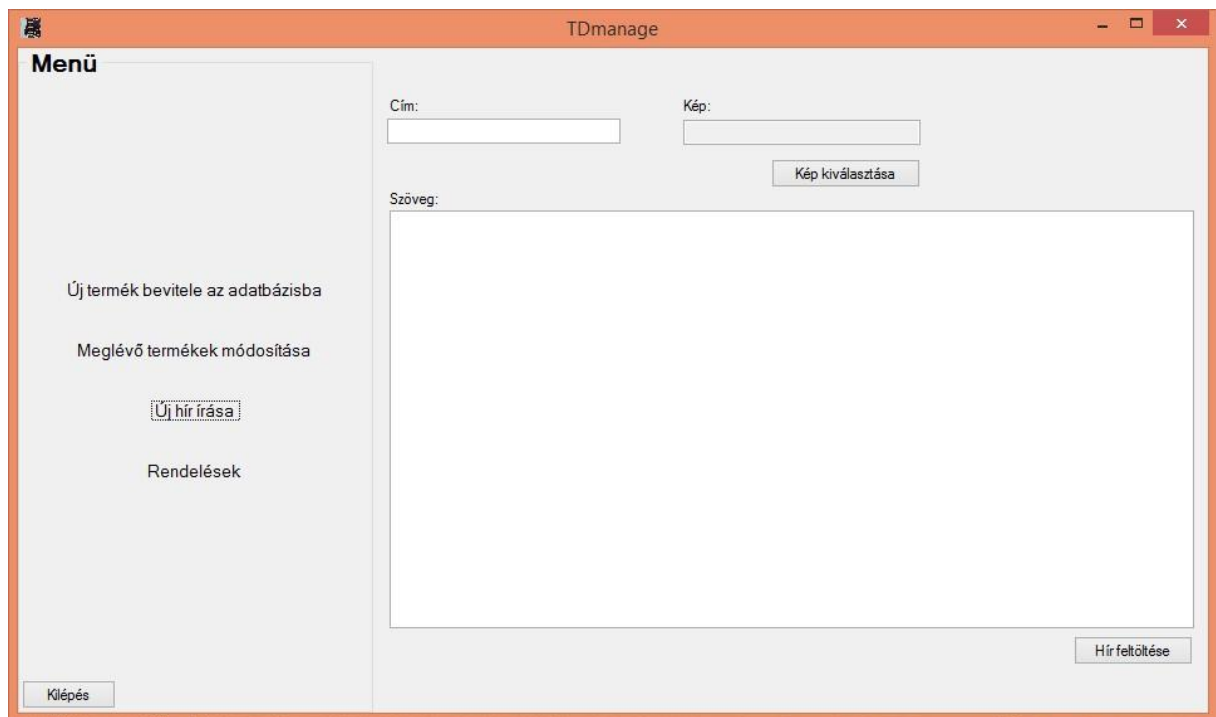 TDmanage
Menü
Cím:
Kép:
Kép kiválasztása
Szöveg:
Új termék bevitele az adatbázisba
Meglévő termékek módosítása
Új hír írása
Rendelések
Hír feltöltése
Kilépés